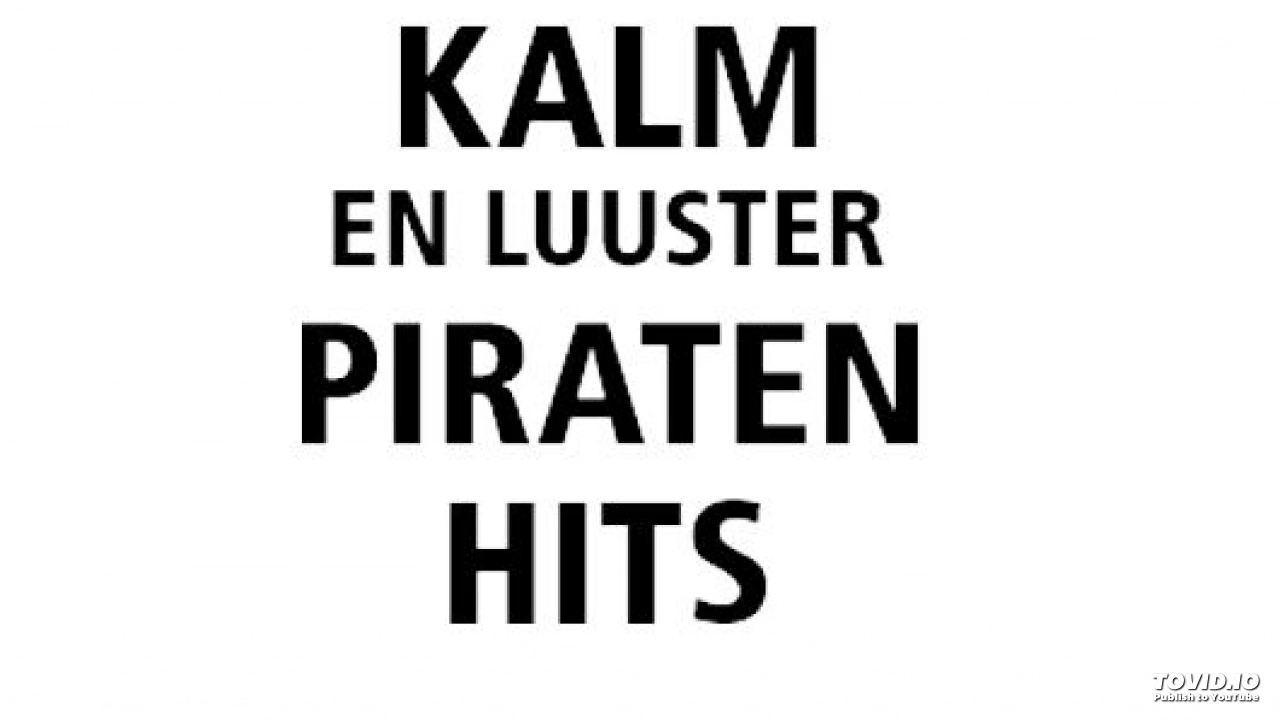 KALM
EN LUUSTER
PIRATEN
HITS
TOVID.IO
Publish to YouTube